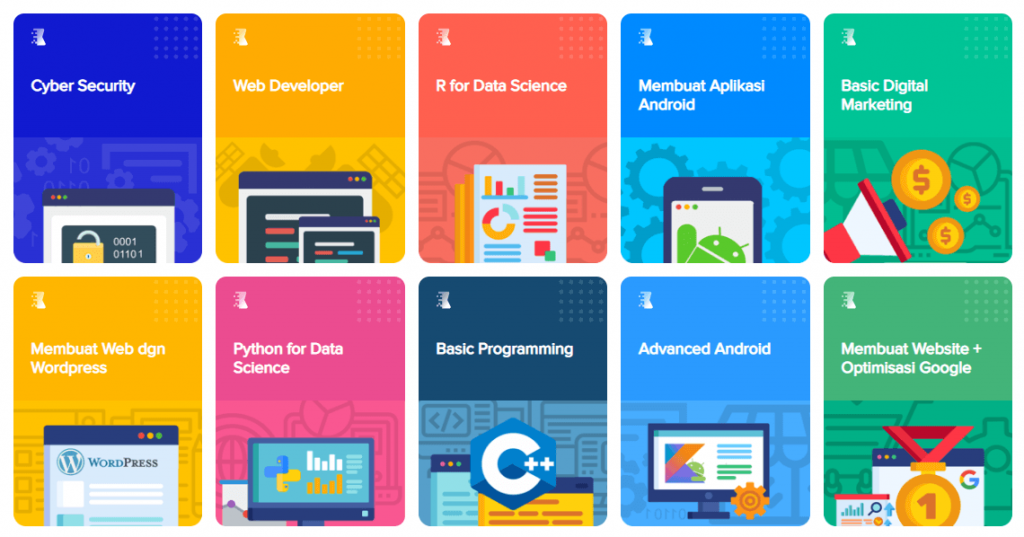 Cyber Security
Web Developer
R for Data Science
Membuat Aplikasi
Android
Basic Digital
Marketing
0001
01101
$
$
$
Membuat Web dgn
Wordpress
Python for Data
Science
Basic Programming
Advanced Android
Membuat Website +
Optimisasi Google
WORDPRESS
</>
C++
G
1